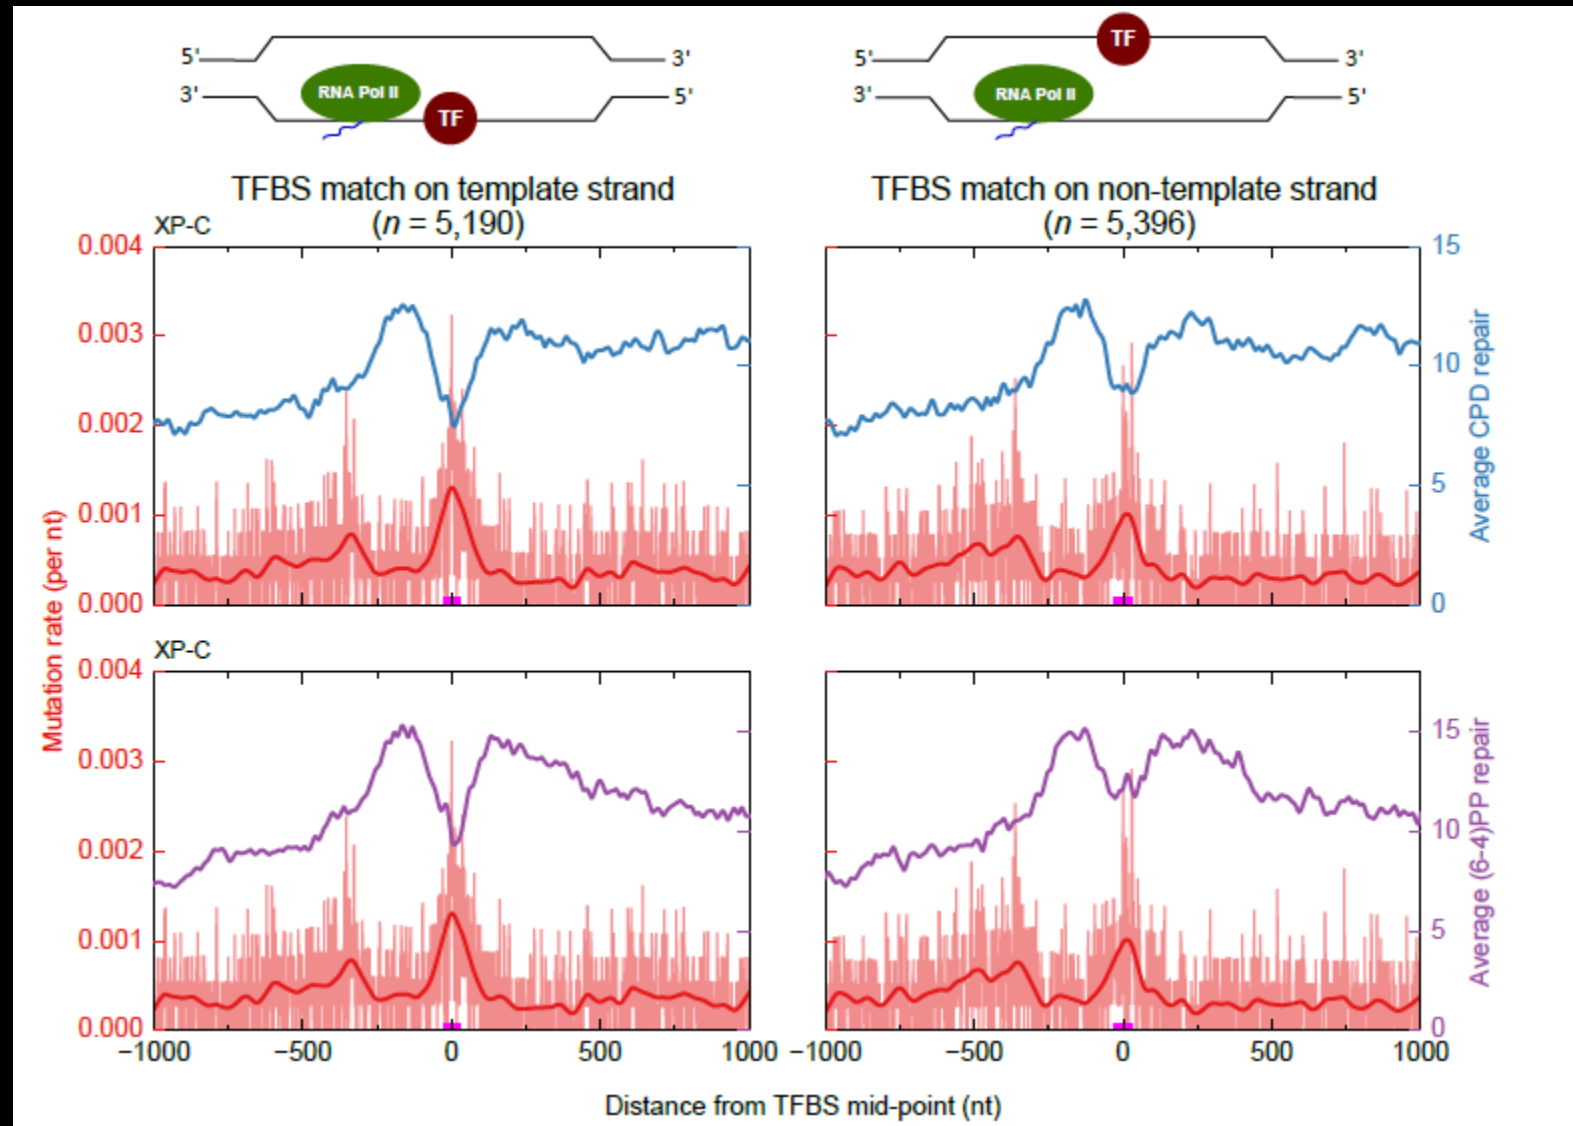 5' 3' 5' 3'
RNA Pol II TF
3' 5'
TF
RNA Pol II
3' 5'
TFBS match on template strand
(n = 5,190)
TFBS match on non-template strand
(n = 5,396)
XP-C
0.004
0.003
0.002
0.001
0.000
Mutation rate (per nt)
15
10
5
0
Average CPD repair
XP-C
0.004
0.003
0.002
0.001
0.000
15
10
5
0
Average (6-4)PP repair
−1000 −500 0 500 1000
−1000 −500 0 500 1000
Distance from TFBS mid-point (nt)